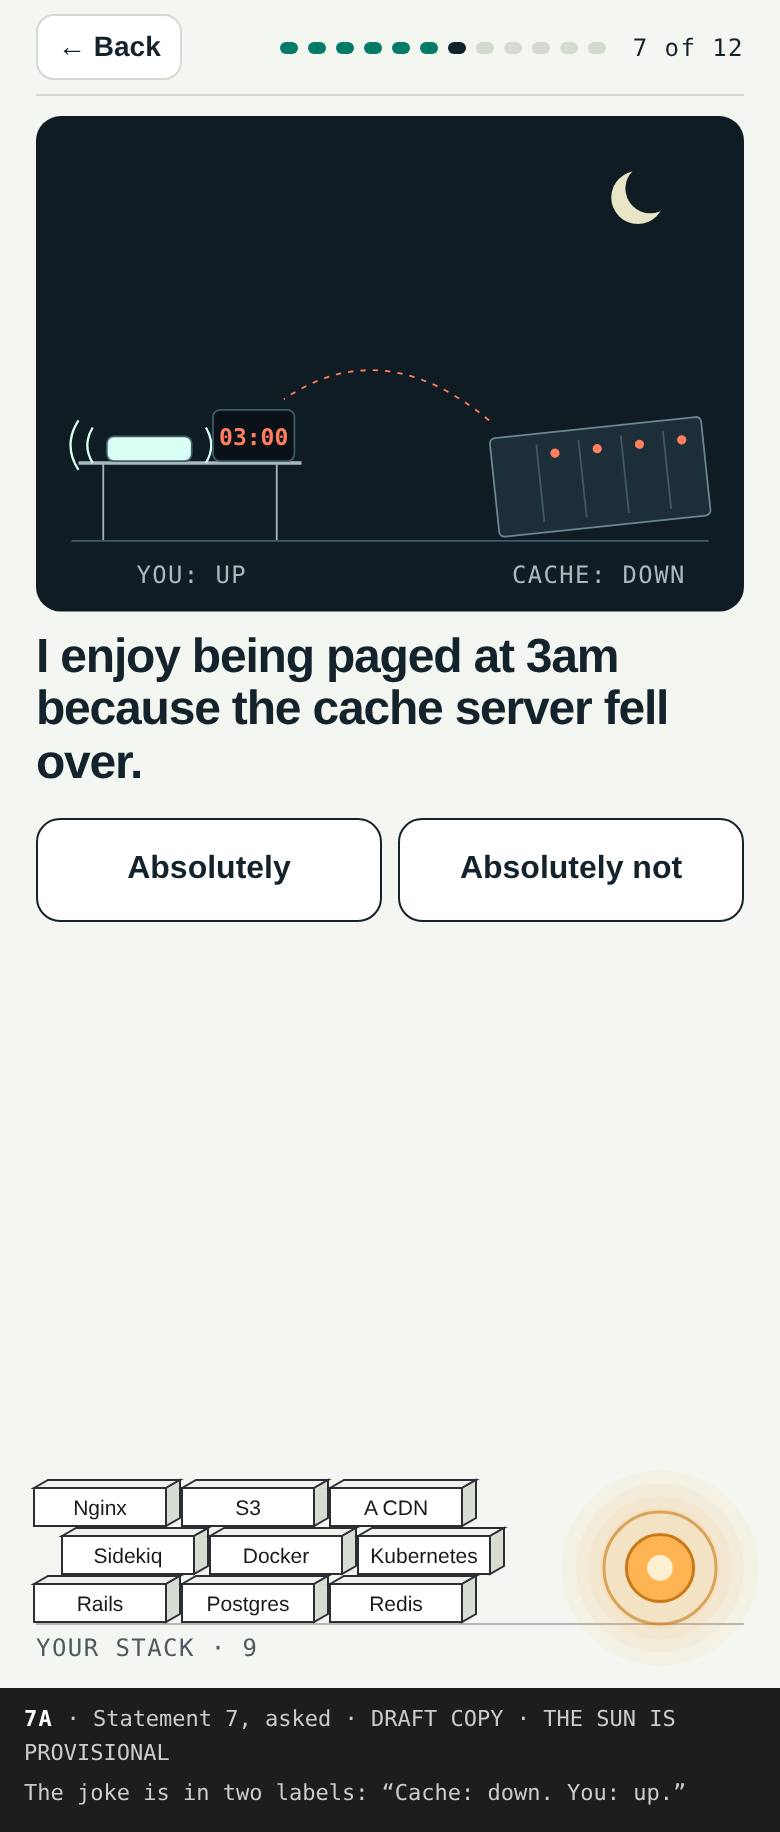 ← Back
7 of 12
03:00
YOU: UP
CACHE: DOWN
I enjoy being paged at 3am
because the cache server fell
over.
Absolutely
Absolutely not
Nginx
S3
A CDN
Sidekiq
Docker
Kubernetes
Rails
Postgres
Redis
YOUR STACK · 9
7A · Statement 7, asked · DRAFT COPY · THE SUN IS
PROVISIONAL
The joke is in two labels: “Cache: down. You: up.”